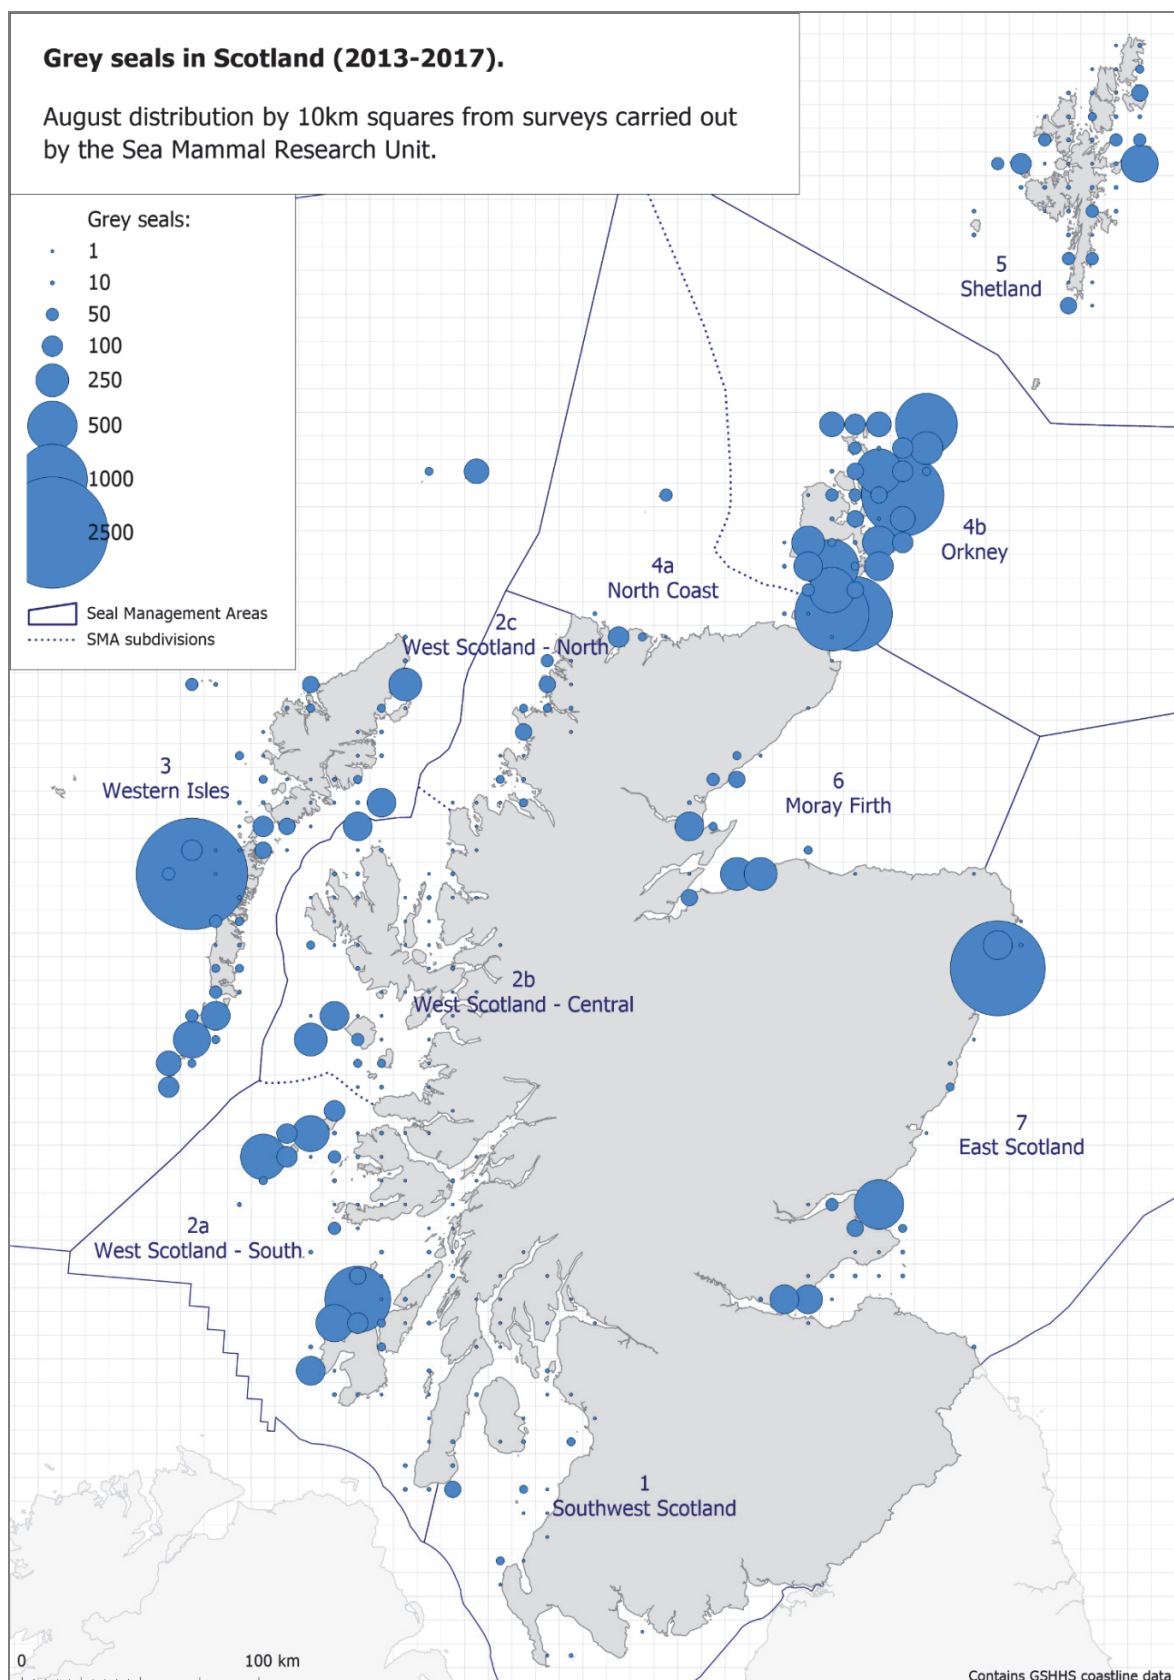 Grey seals in Scotland (2013-2017).
August distribution by 10km squares from surveys carried out
by the Sea Mammal Research Unit.
Grey seals:
1
10
50
100
250
500
1000
2500
Seal Management Areas
SMA subdivisions
5
Shetland
4b
Orkney
4a
North Coast
2c
West Scotland - North
3
Western Isles
6
Moray Firth
2b
West Scotland - Central
7
East Scotland
2a
West Scotland - South
1
Southwest Scotland
0
100 km
Contains GSHHS coastline data